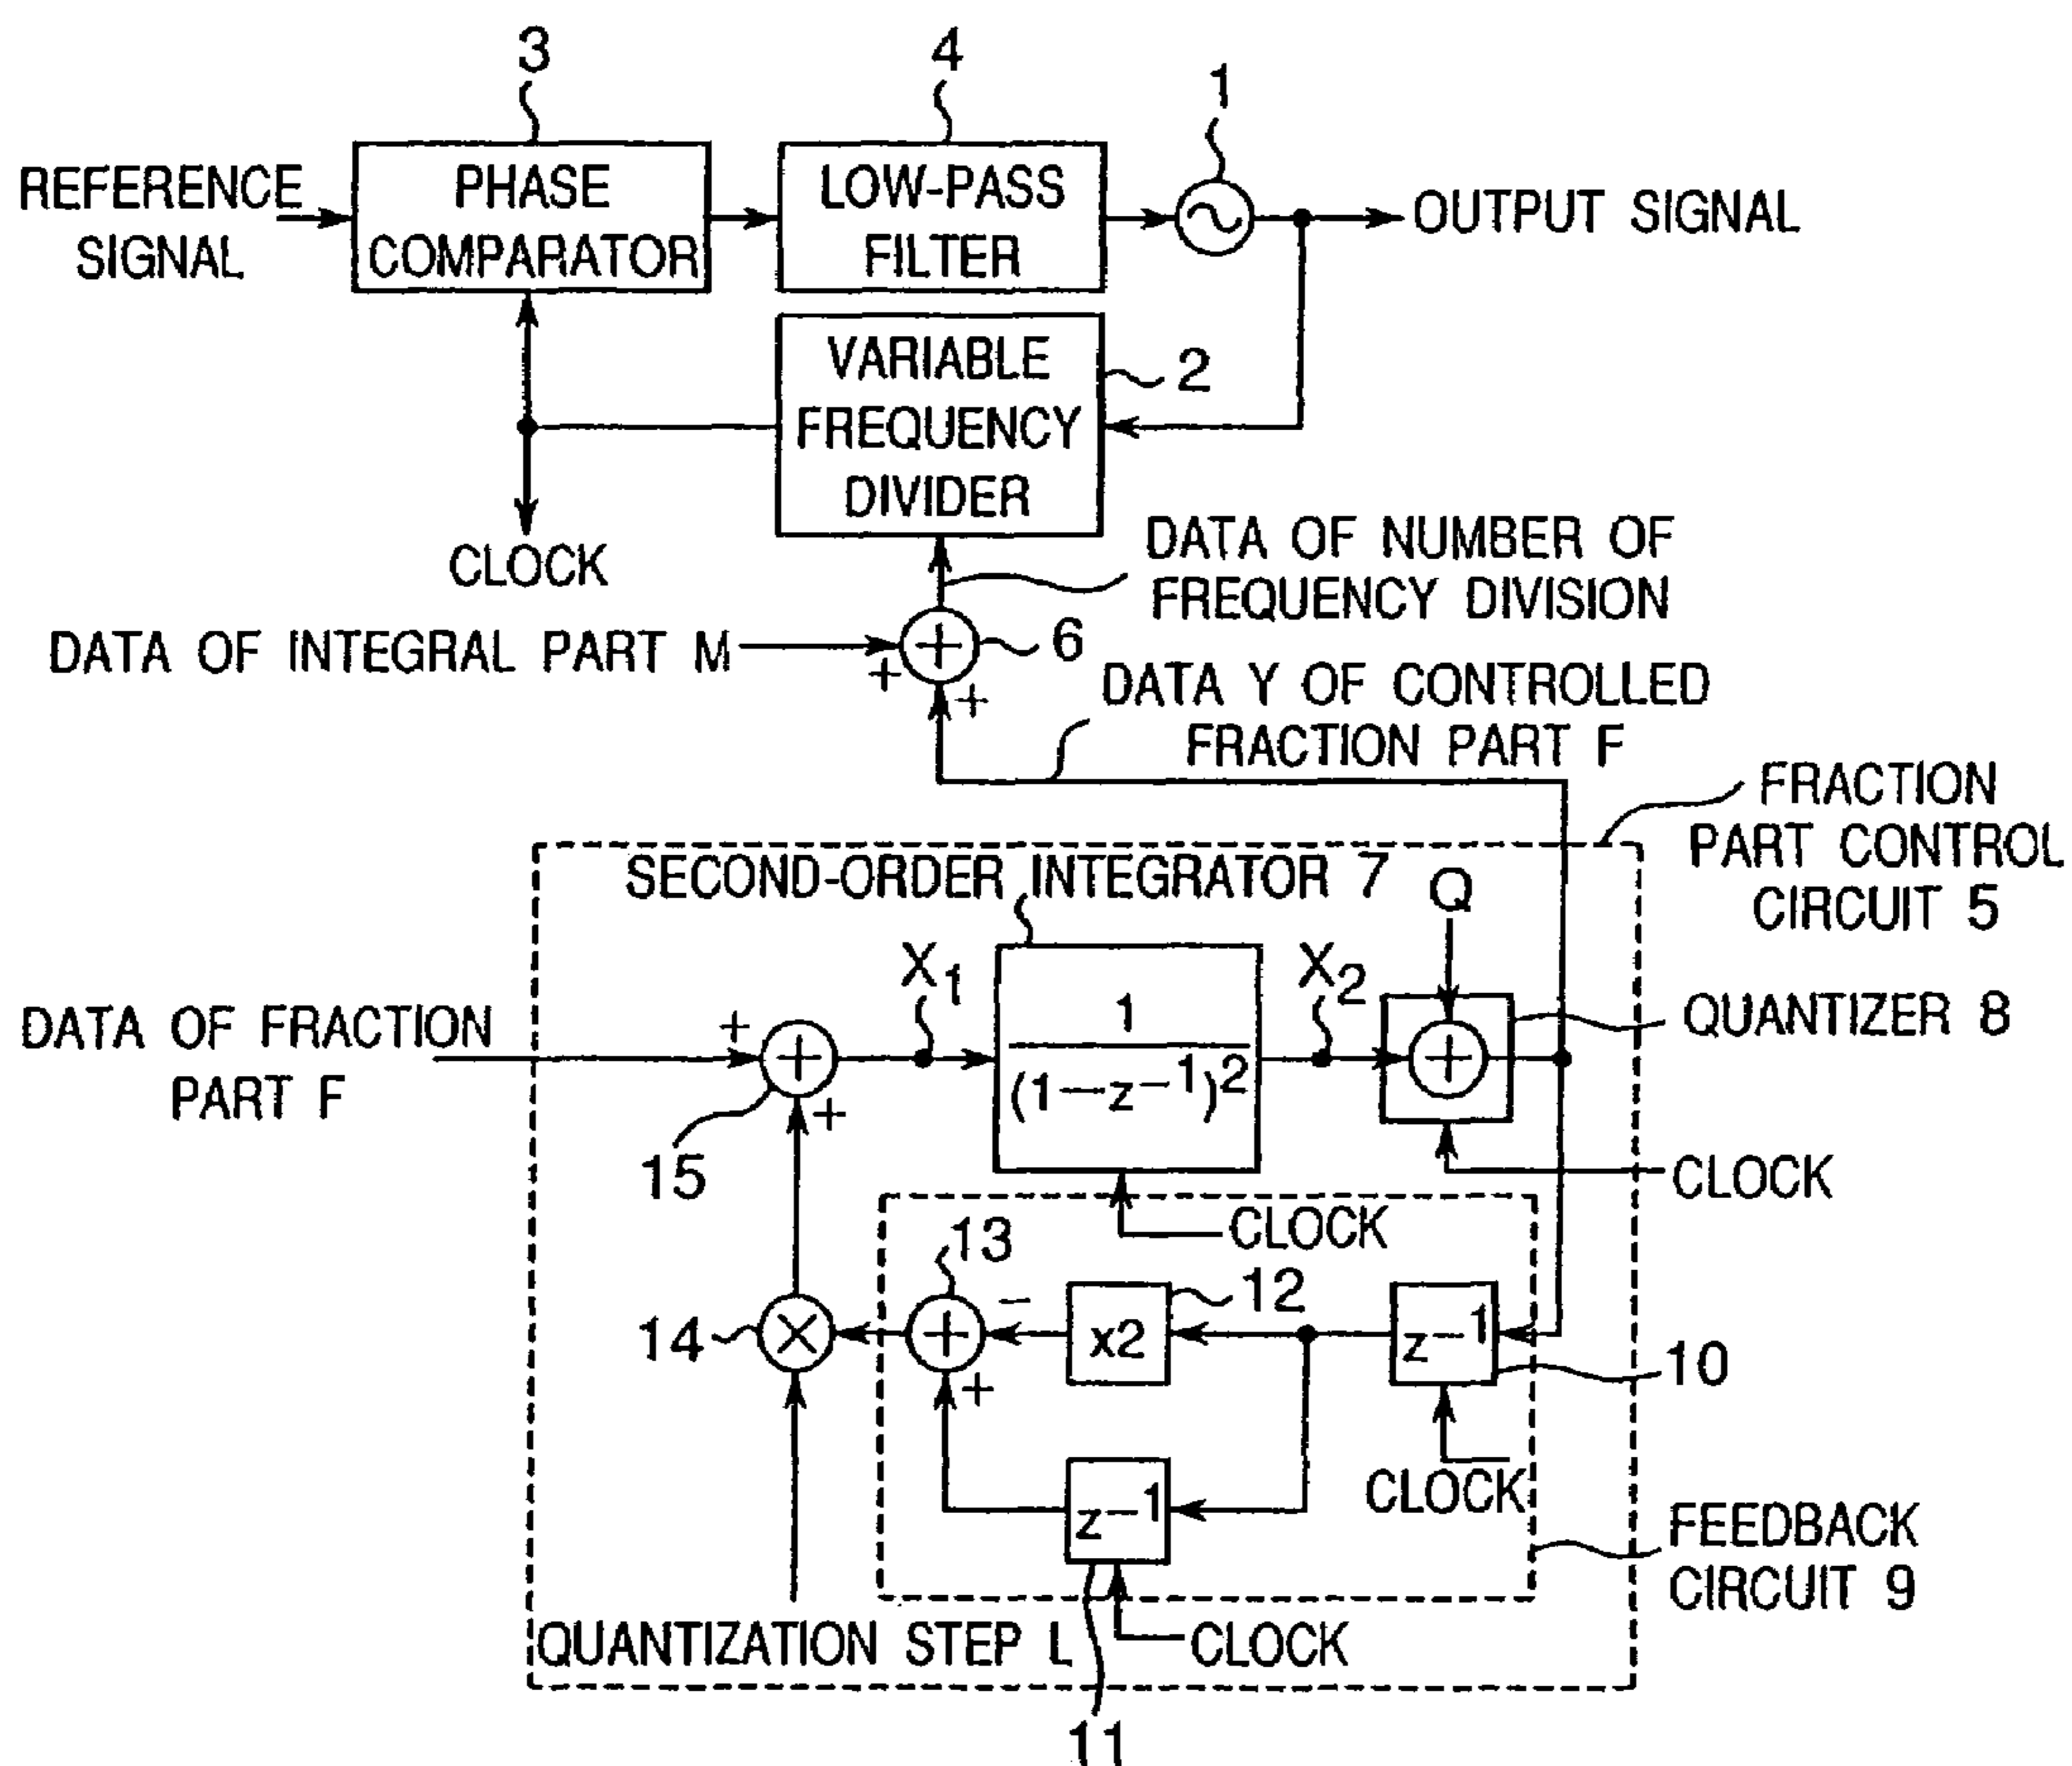 3
4
1
REFERENCE
SIGNAL
PHASE
COMPARATOR
LOW-PASS
FILTER
OUTPUT SIGNAL
VARIABLE
FREQUENCY
DIVIDER
2
CLOCK
DATA OF NUMBER OF
FREQUENCY DIVISION
DATA OF INTEGRAL PART M
+
+
+
6
DATA Y OF CONTROLLED
FRACTION PART F
FRACTION
PART CONTROL
CIRCUIT 5
SECOND-ORDER INTEGRATOR 7
Q
X1
X2
DATA OF FRACTION
PART F
+
+
+
15
1
(1-z-1)2
+
QUANTIZER 8
CLOCK
CLOCK
13
12
-
14
×
+
+
x2
z-1
10
CLOCK
z-1
FEEDBACK
CIRCUIT 9
QUANTIZATION STEP L
CLOCK
11